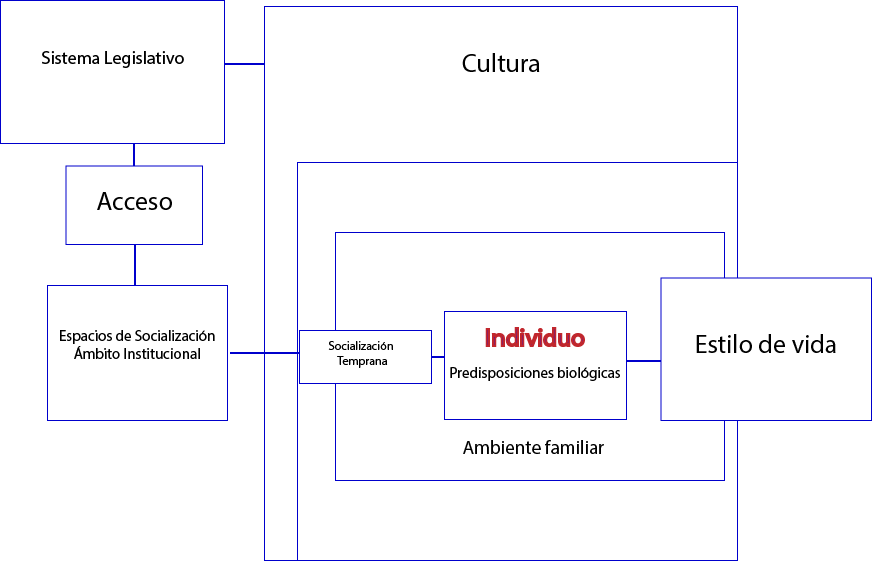 Sistema Legislativo
Cultura
Acceso
Espacios de Socialización
Ámbito Institucional
Socialización
Temprana
Individuo
Predisposiciones biológicas
Estilo de vida
Ambiente familiar